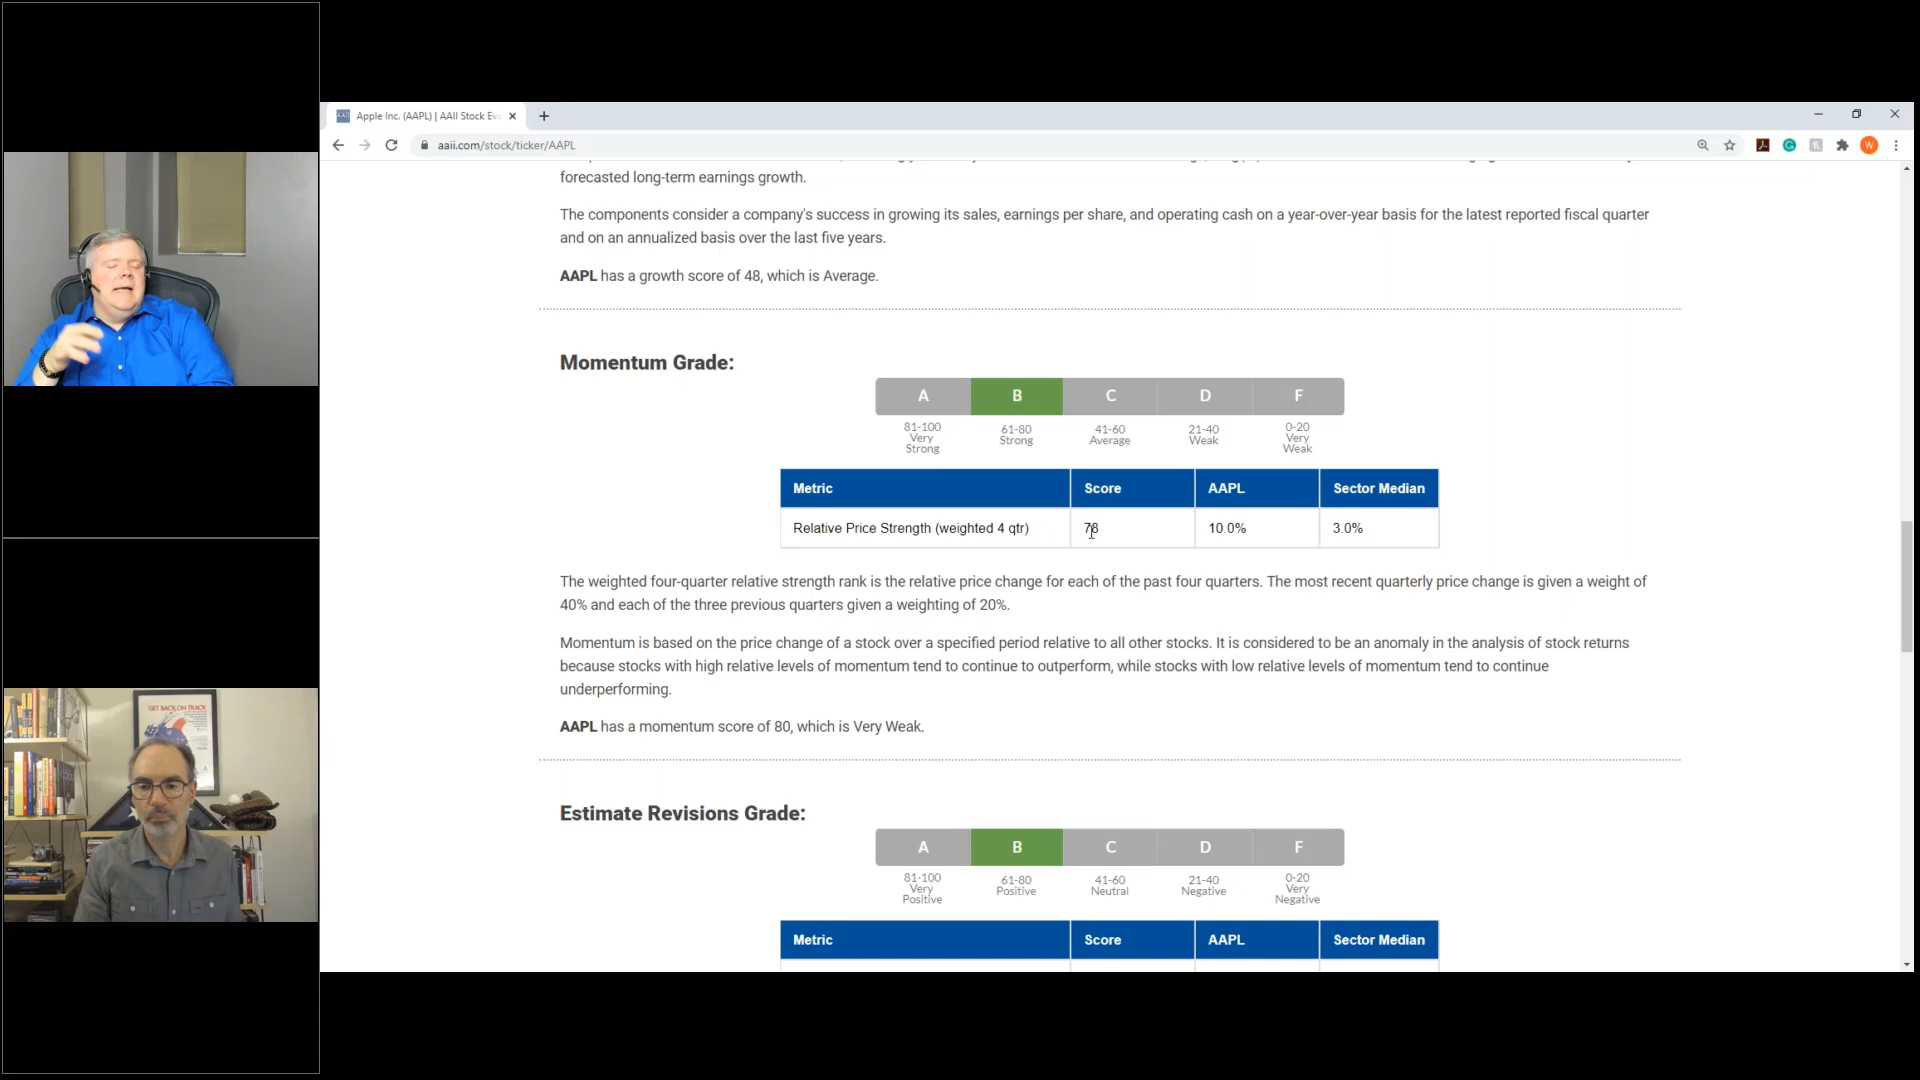 Apple Inc. (AAPL) | AAII Stock Eva
aaii.com/stock/ticker/AAPL
W
forecasted long-term earnings growth.
The components consider a company's success in growing its sales, earnings per share, and operating cash on a year-over-year basis for the latest reported fiscal quarter
and on an annualized basis over the last five years.
AAPL has a growth score of 48, which is Average.
Momentum Grade:
A B C D F
81-100 Very Strong
61-80 Strong
41-60 Average
21-40 Weak
0-20 Very Weak
Metric Score AAPL Sector Median
Relative Price Strength (weighted 4 qtr) 78 10.0% 3.0%
The weighted four-quarter relative strength rank is the relative price change for each of the past four quarters. The most recent quarterly price change is given a weight of
40% and each of the three previous quarters given a weighting of 20%.
Momentum is based on the price change of a stock over a specified period relative to all other stocks. It is considered to be an anomaly in the analysis of stock returns
because stocks with high relative levels of momentum tend to continue to outperform, while stocks with low relative levels of momentum tend to continue
underperforming.
AAPL has a momentum score of 80, which is Very Weak.
Estimate Revisions Grade:
A B C D F
81-100 Very Positive
61-80 Positive
41-60 Neutral
21-40 Negative
0-20 Very Negative
Metric Score AAPL Sector Median
GET BACK ON TRACK